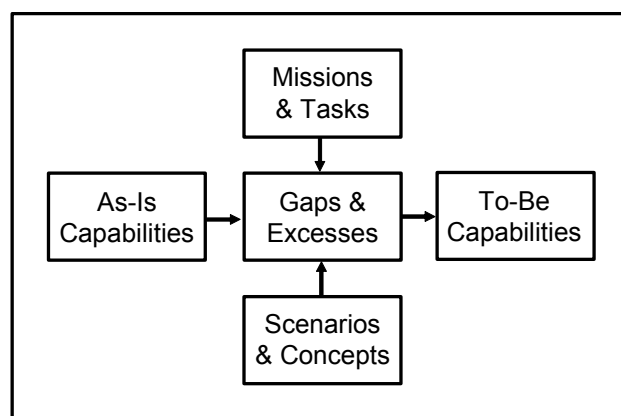 Missions
& Tasks
As-Is
Capabilities
Gaps &
Excesses
To-Be
Capabilities
Scenarios
& Concepts